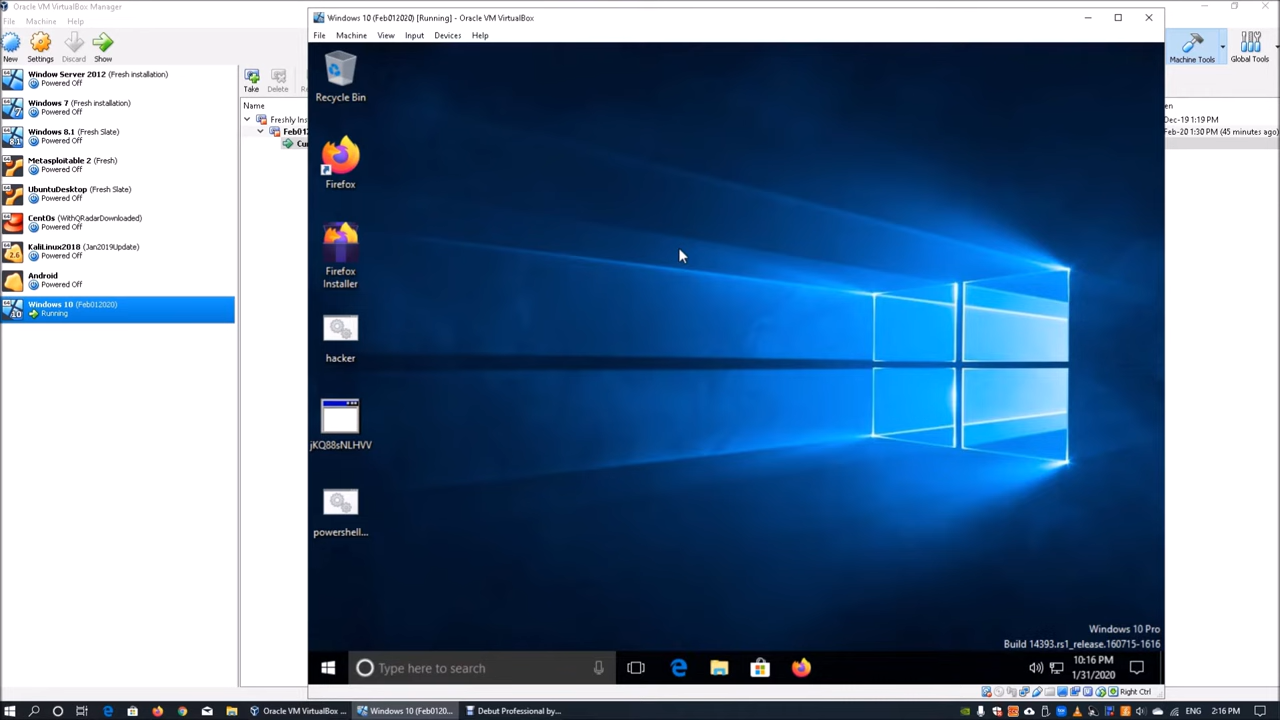 Oracle VM VirtualBox Manager
File Machine Help
New Settings Discard Show
Window Server 2012 (Fresh installation)
Powered Off
Windows 7 (Fresh installation)
Powered Off
Windows 8.1 (Fresh Slate)
Powered Off
Metasploitable 2 (Fresh)
Powered Off
UbuntuDesktop (Fresh Slate)
Powered Off
CentOs (WithQRadarDownloaded)
Powered Off
KaliLinux2018 (Jan2019Update)
Powered Off
Android
Powered Off
Windows 10 (Feb012020)
Running
Take Delete
Name
Freshly Ins
Feb012
Cur
Machine Tools Global Tools
en
Dec-19 1:19 PM
Feb-20 1:30 PM (45 minutes ago)
Windows 10 (Feb012020) [Running] - Oracle VM VirtualBox
File Machine View Input Devices Help
Recycle Bin
Firefox
Firefox
Installer
hacker
jKQ88sNLHVV
powershell...
Windows 10 Pro
Build 14393.rs1_release.160715-1616
Type here to search
10:16 PM
1/31/2020
Right Ctrl
Oracle VM VirtualBox ...
Windows 10 (Feb0120...
Debut Professional by...
ENG
2:16 PM